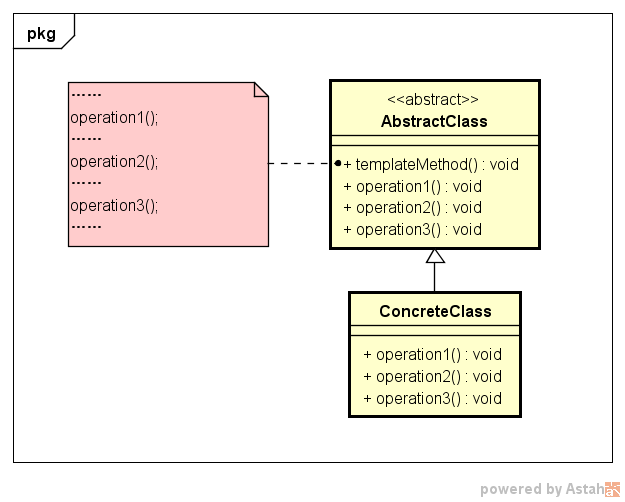 pkg
......
operation1();
......
operation2();
......
operation3();
......
<<abstract>>
AbstractClass
+ templateMethod() : void
+ operation1() : void
+ operation2() : void
+ operation3() : void
ConcreteClass
+ operation1() : void
+ operation2() : void
+ operation3() : void
powered by Astah